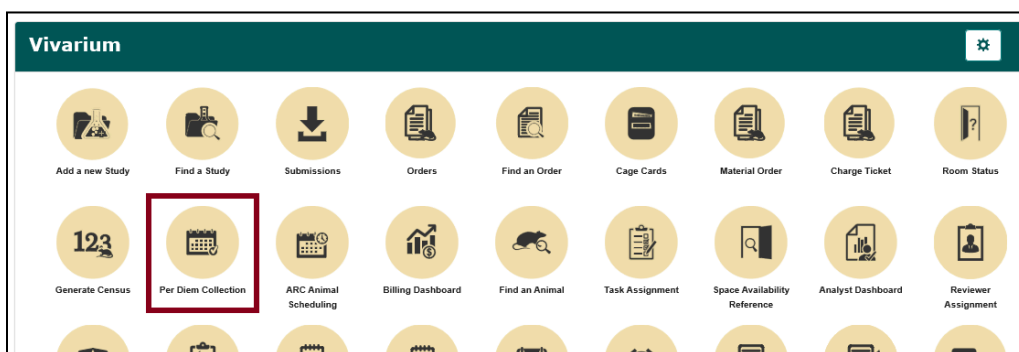 Vivarium
Add a new Study
Find a Study
Submissions
Orders
Find an Order
Cage Cards
Material Order
Charge Ticket
Room Status
?
123
Generate Census
Per Diem Collection
ARC Animal
Scheduling
Billing Dashboard
Find an Animal
Task Assignment
Space Availability
Reference
Analyst Dashboard
Reviewer
Assignment